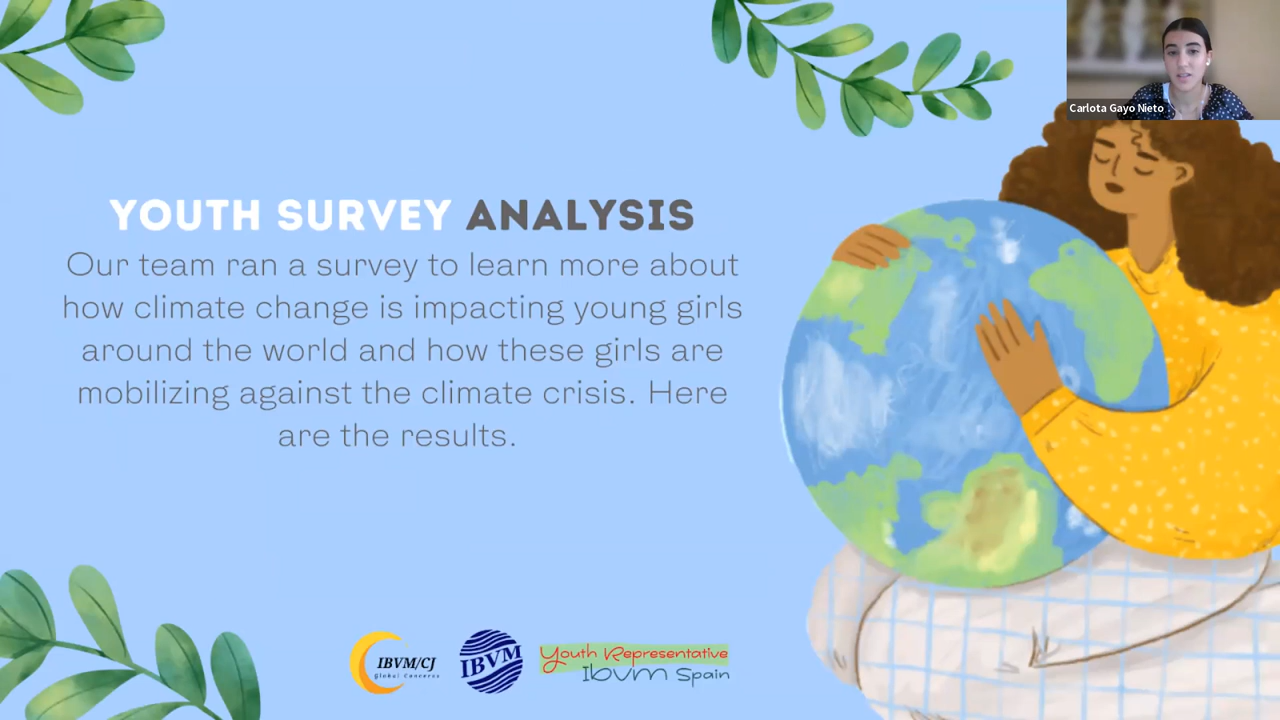 Carlota Gayo Nieto
YOUTH SURVEY ANALYSIS
Our team ran a survey to learn more about
how climate change is impacting young girls
around the world and how these girls are
mobilizing against the climate crisis. Here
are the results.
IBVM/CJ
Global Concerns
IBVM
Youth Representative
Ibvm Spain